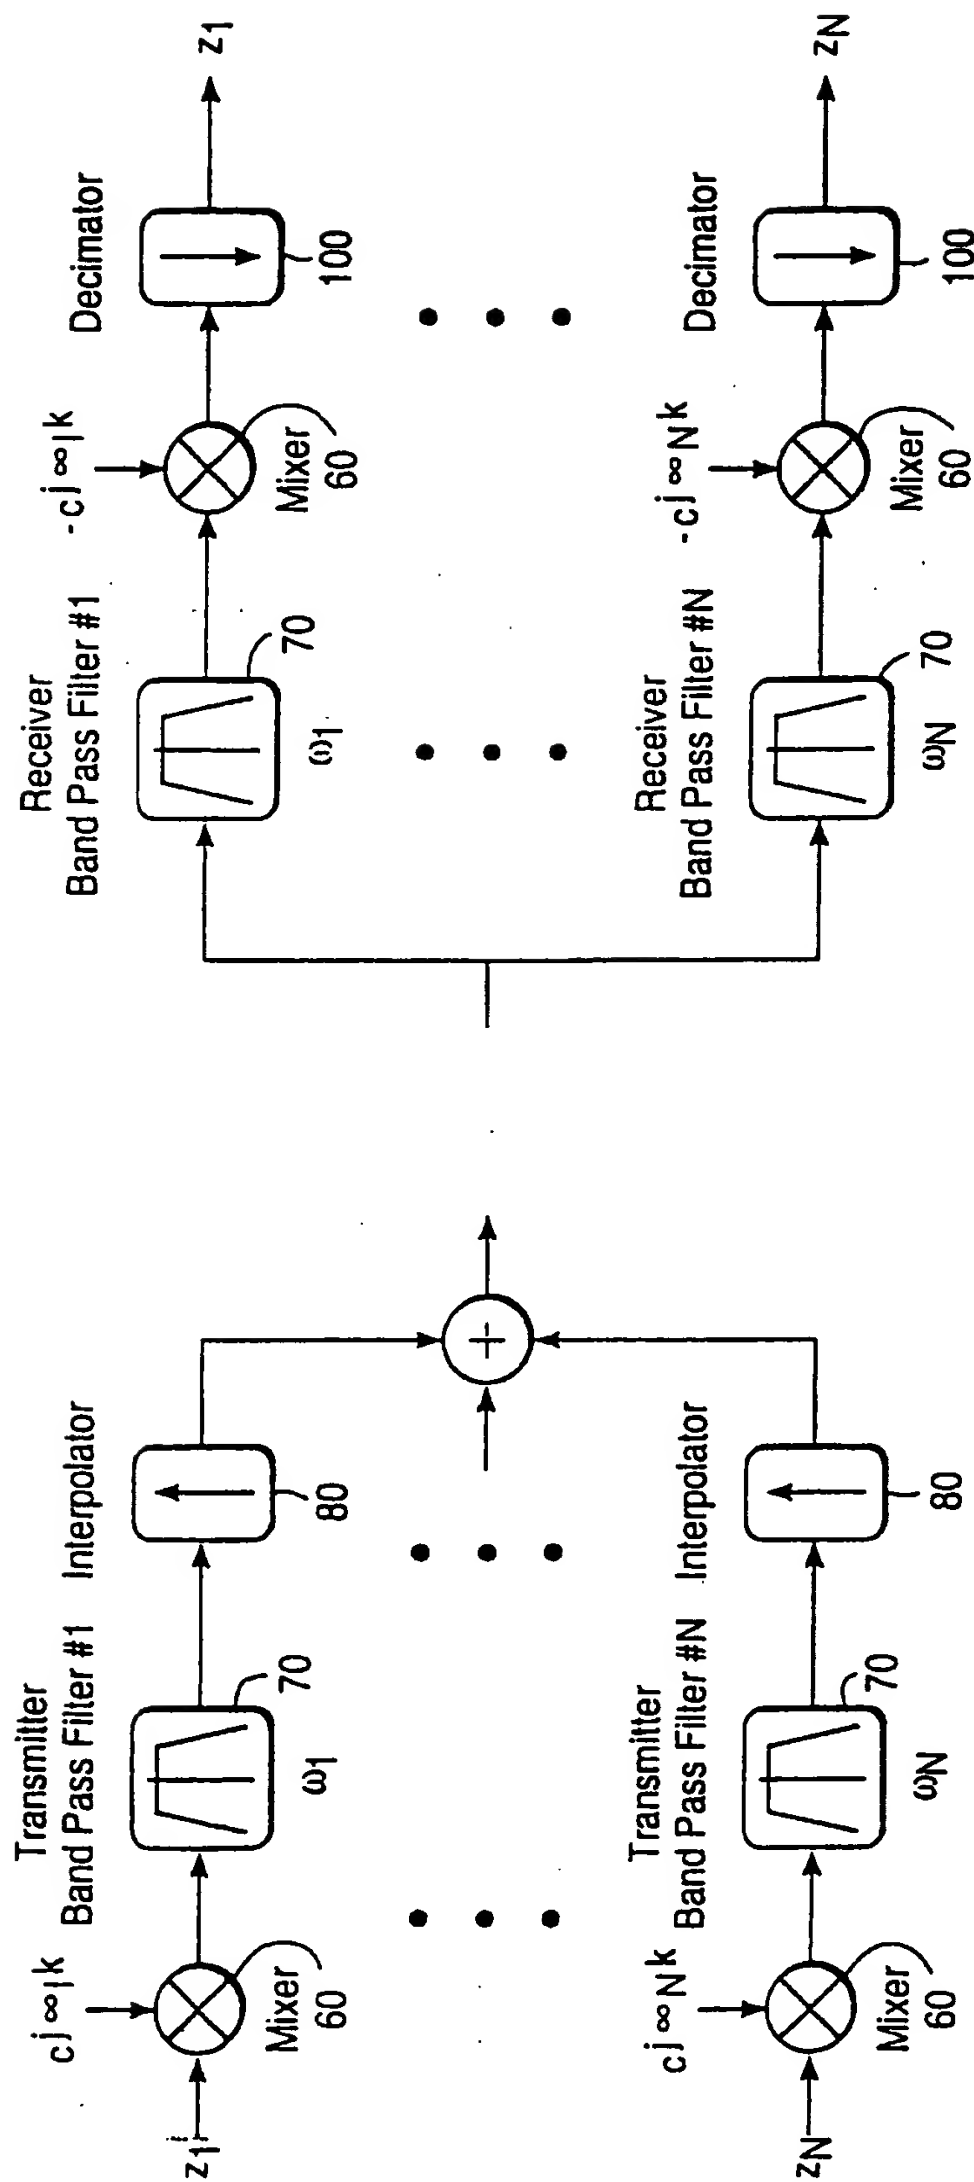 z1
cj∞1k
Mixer
60
Transmitter
Band Pass Filter #1
70
ω1
Interpolator
80
zN
cj∞Nk
Mixer
60
Transmitter
Band Pass Filter #N
70
ωN
Interpolator
80
+
Receiver
Band Pass Filter #1
70
ω1
-cj∞1k
Mixer
60
Decimator
100
z1
Receiver
Band Pass Filter #N
70
ωN
-cj∞Nk
Mixer
60
Decimator
100
zN